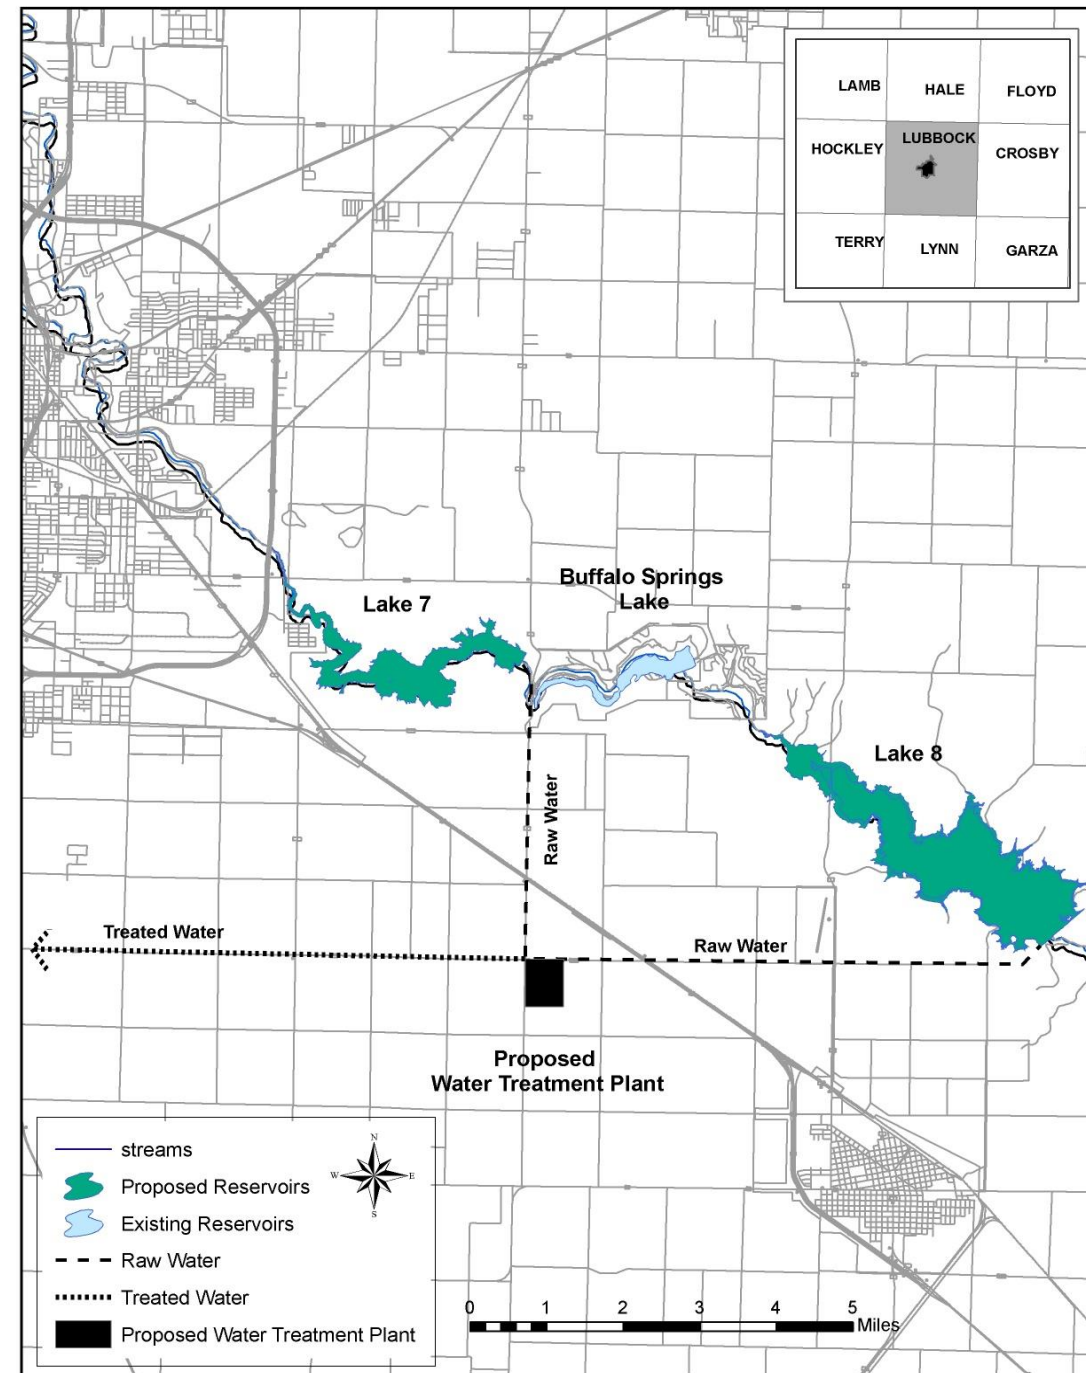 LAMB
HALE
FLOYD
HOCKLEY
LUBBOCK
CROSBY
TERRY
LYNN
GARZA
Buffalo Springs
Lake
Lake 7
Lake 8
Raw Water
Treated Water
Raw Water
Proposed
Water Treatment Plant
streams
Proposed Reservoirs
Existing Reservoirs
Raw Water
Treated Water
Proposed Water Treatment Plant
N
W
E
S
0 1 2 3 4 5
Miles